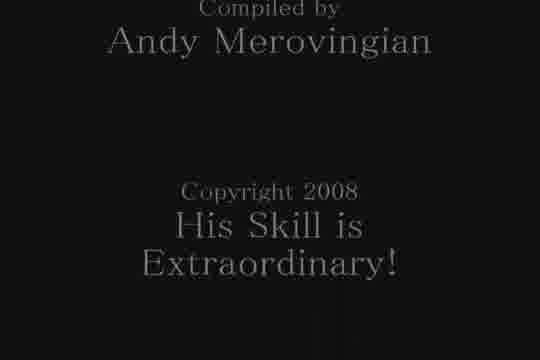 Compiled by
Andy Merovingian
Copyright 2008
His Skill is
Extraordinary!